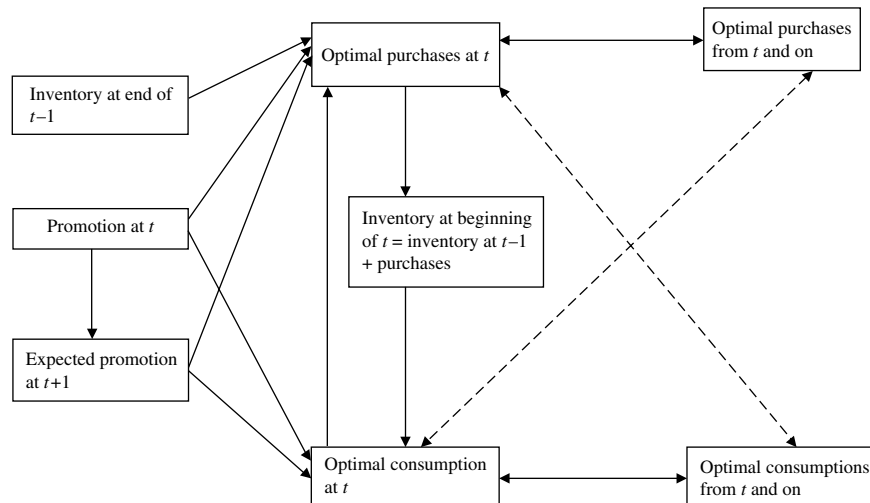 Optimal purchases at t
Optimal purchases
from t and on
Inventory at end of
t–1
Promotion at t
Inventory at beginning
of t = inventory at t–1
+ purchases
Expected promotion
at t+1
Optimal consumption
at t
Optimal consumptions
from t and on